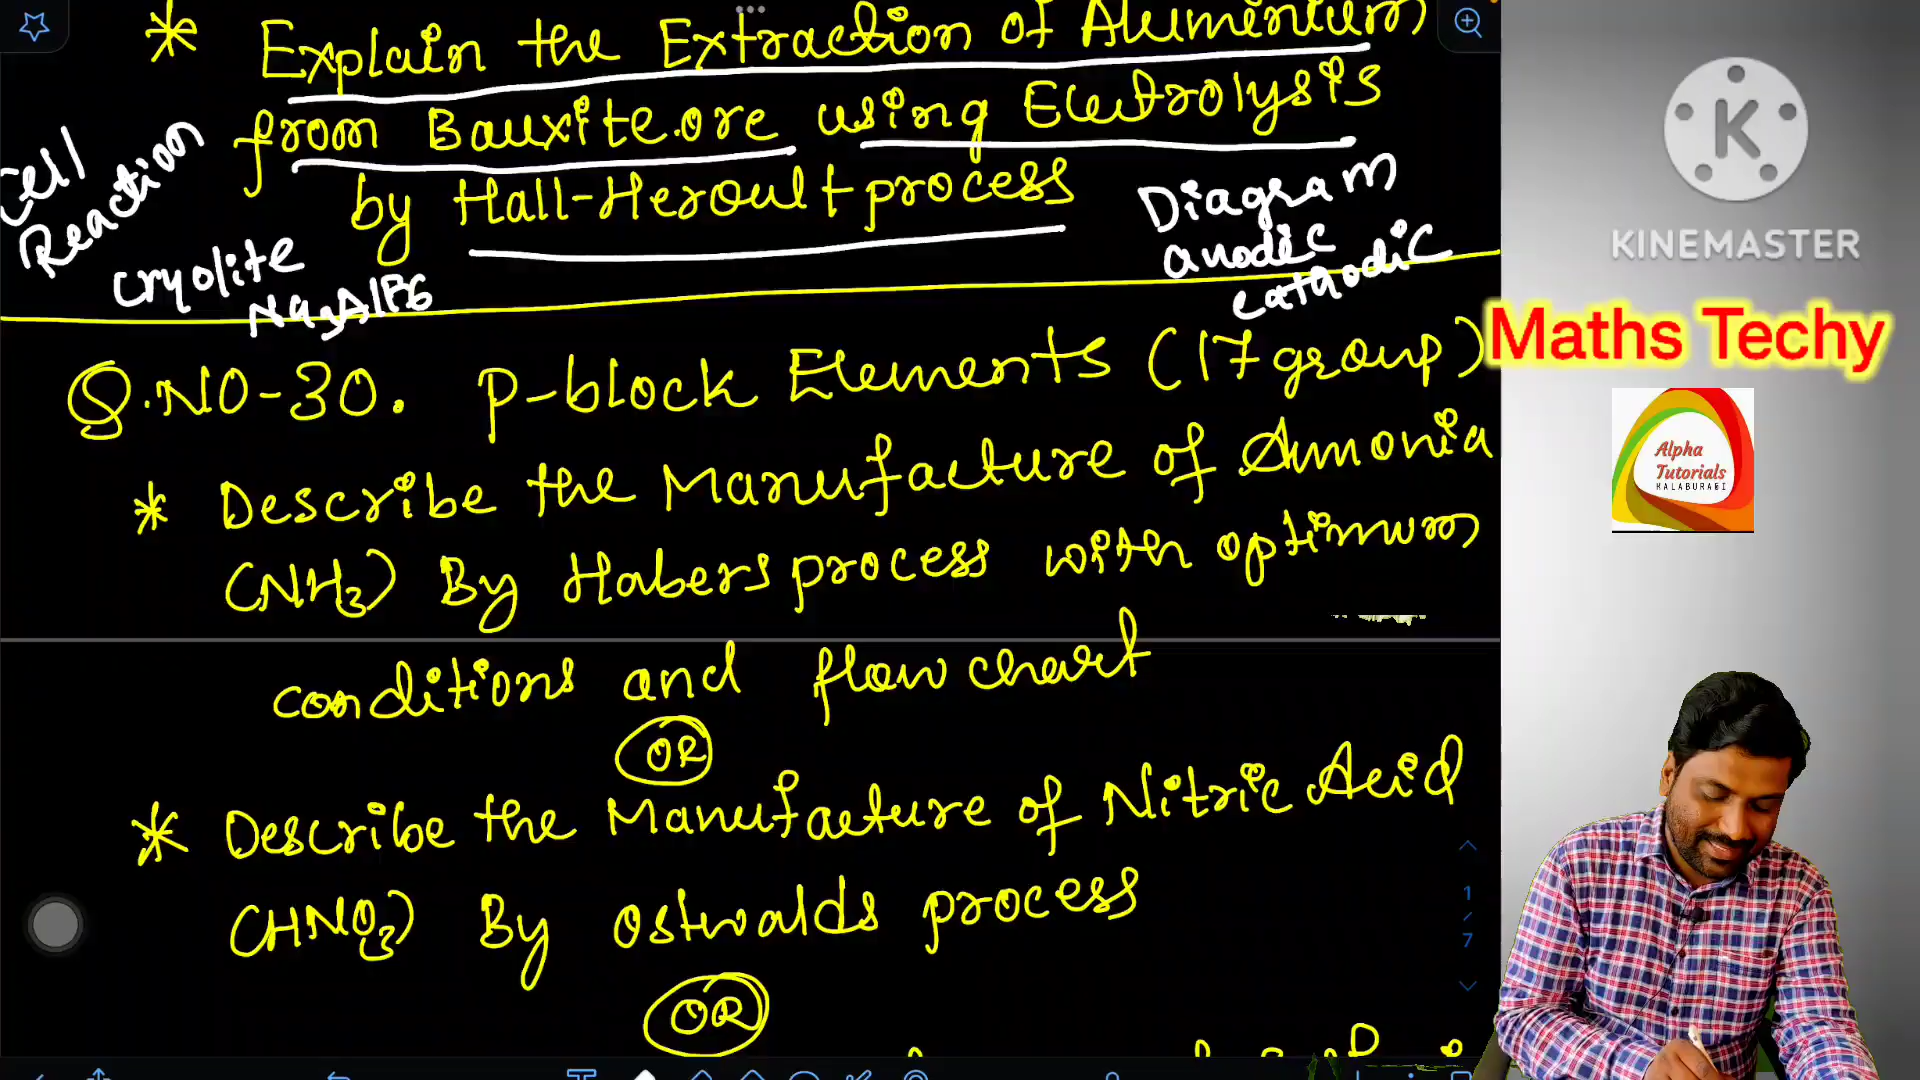 * Explain the Extraction of Aluminium
from Bauxite.ore using Eletrolysis
by Hall-Heroult process
Cell
Reaction
Cryolite
Na3AlF6
Diagram
anodic
cathodic
Q.NO-30. P-block Elements (17 group)
* Describe the Manufacture of Ammonia
(NH3) By Habers process with optimum
conditions and flow chart
OR
* Describe the Manufacture of Nitric Acid
(HNO3) By ostwalds process
OR
K
KINEMASTER
Maths Techy
Alpha
Tutorials
KALABURAGI
1
/
7